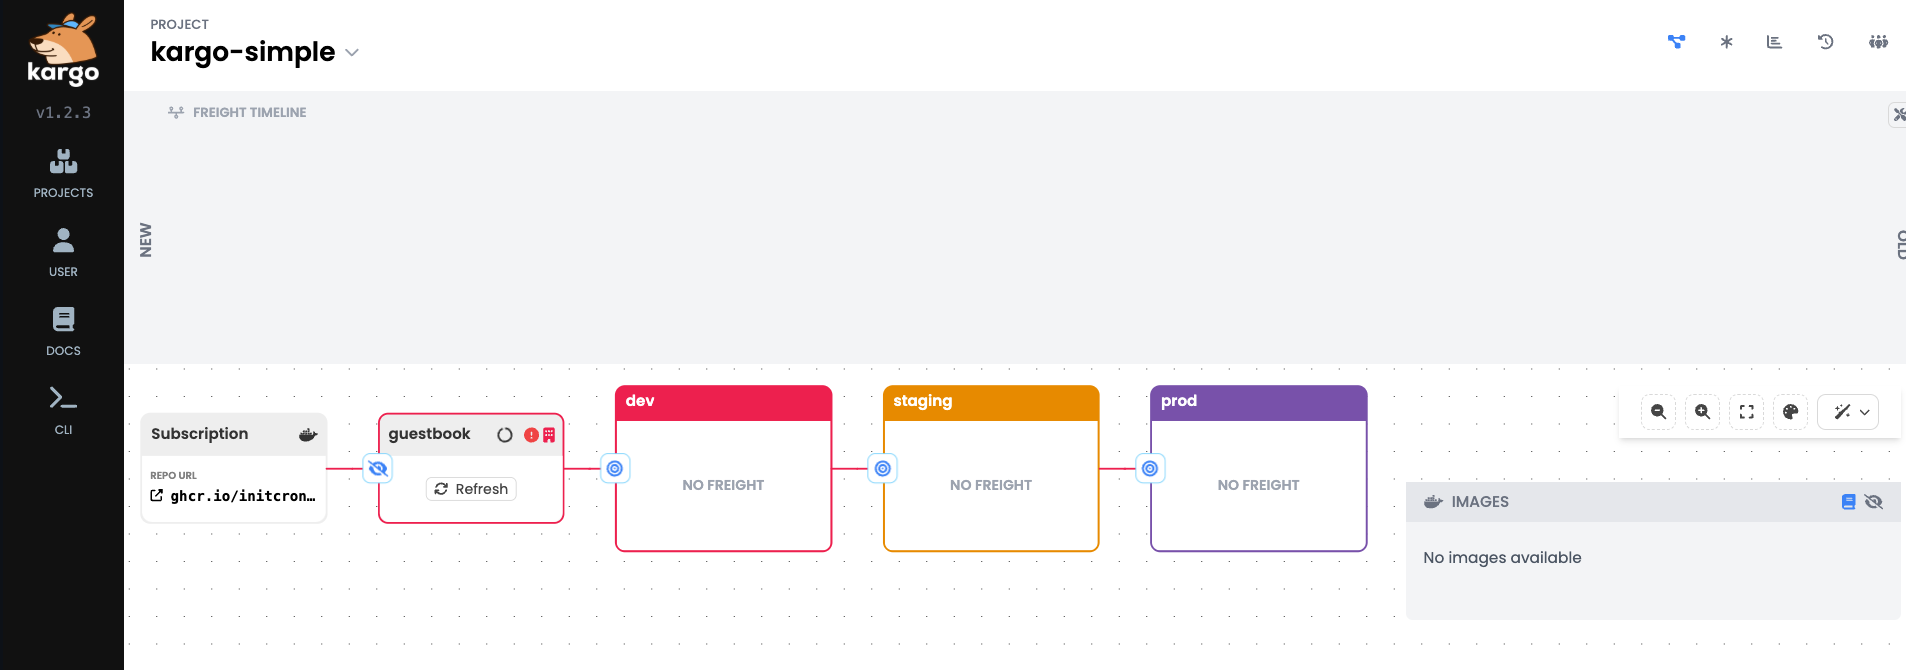 kargo
v1.2.3
PROJECTS
USER
DOCS
CLI
PROJECT
kargo-simple
FREIGHT TIMELINE
NEW
OLD
Subscription
REPO URL
ghcr.io/initcron...
guestbook
Refresh
dev
NO FREIGHT
staging
NO FREIGHT
prod
NO FREIGHT
IMAGES
No images available